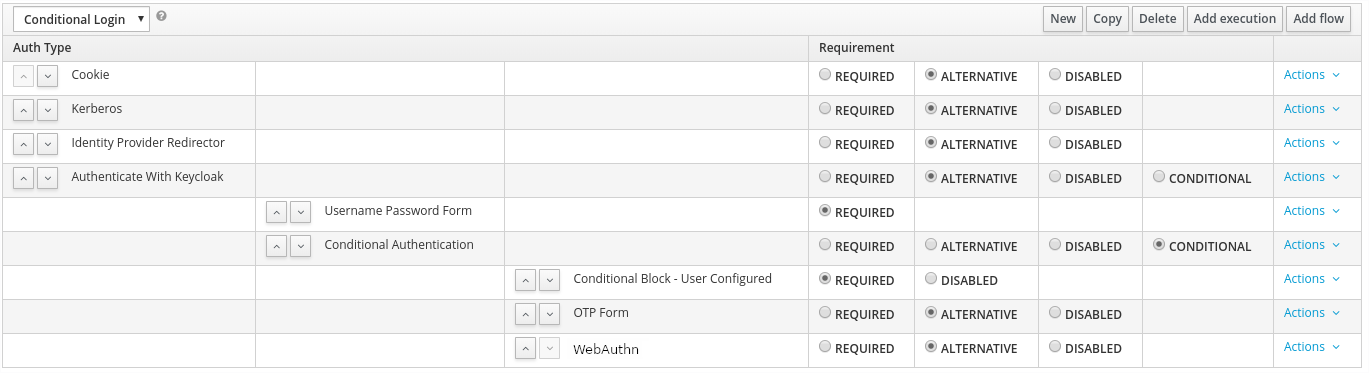 Conditional Login
New Copy Delete Add execution Add flow
Auth Type Requirement
Cookie REQUIRED ALTERNATIVE DISABLED Actions
Kerberos REQUIRED ALTERNATIVE DISABLED Actions
Identity Provider Redirector REQUIRED ALTERNATIVE DISABLED Actions
Authenticate With Keycloak REQUIRED ALTERNATIVE DISABLED CONDITIONAL Actions
Username Password Form REQUIRED Actions
Conditional Authentication REQUIRED ALTERNATIVE DISABLED CONDITIONAL Actions
Conditional Block - User Configured REQUIRED DISABLED Actions
OTP Form REQUIRED ALTERNATIVE DISABLED Actions
WebAuthn REQUIRED ALTERNATIVE DISABLED Actions